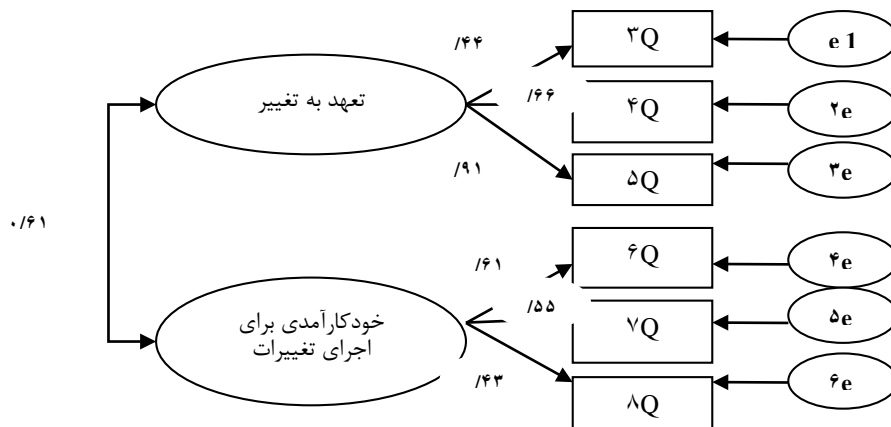 /۴۴
۳Q
e 1
تعهد به تغییر
/۶۶
۴Q
۲e
/۹۱
۵Q
۳e
۰/۶۱
/۶۱
۶Q
۴e
خودکارآمدی برای
اجرای تغییرات
/۵۵
۷Q
۵e
/۴۳
۸Q
۶e